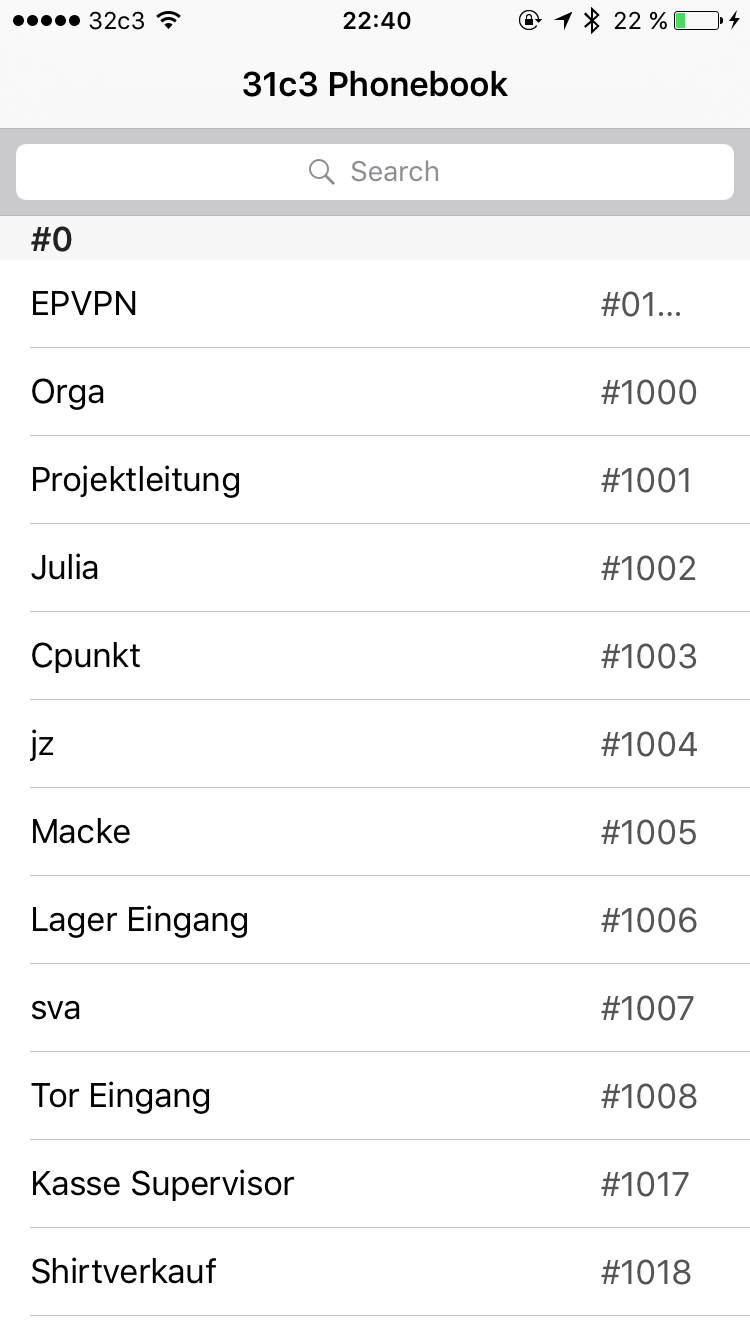 32c3 22:40 22 %
31c3 Phonebook
Search
#0
EPVPN #01...
Orga #1000
Projektleitung #1001
Julia #1002
Cpunkt #1003
jz #1004
Macke #1005
Lager Eingang #1006
sva #1007
Tor Eingang #1008
Kasse Supervisor #1017
Shirtverkauf #1018